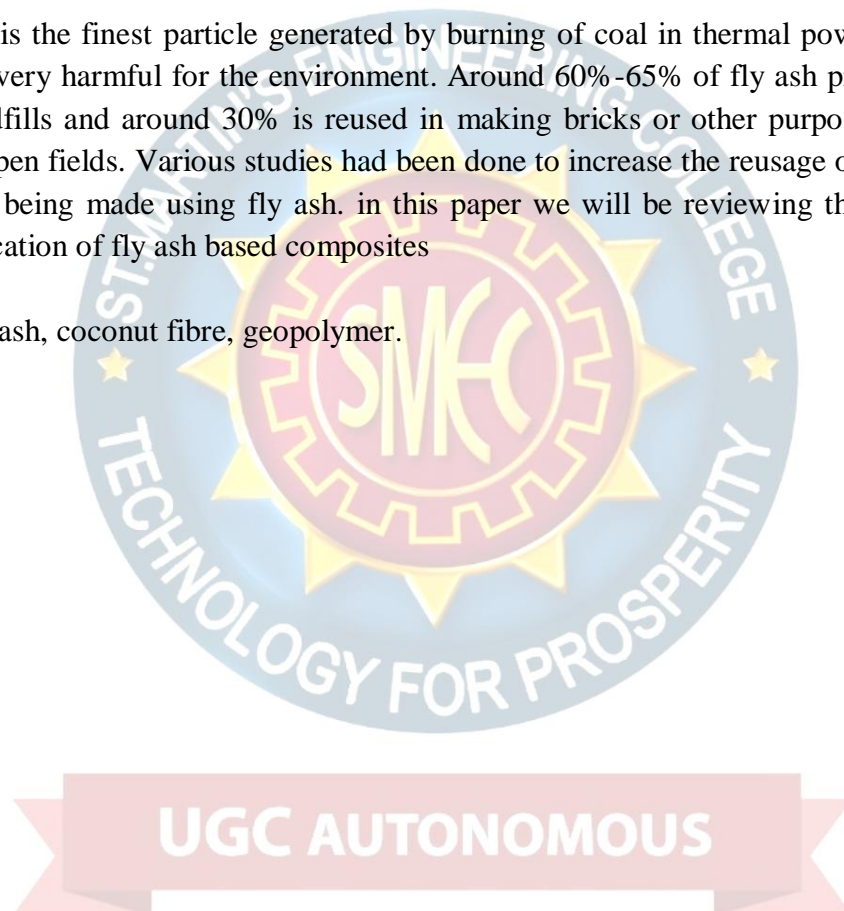 is the finest particle generated by burning of coal in thermal pow
very harmful for the environment. Around 60%-65% of fly ash p
fills and around 30% is reused in making bricks or other purpo
pen fields. Various studies had been done to increase the reusage o
being made using fly ash. in this paper we will be reviewing th
cation of fly ash based composites
ash, coconut fibre, geopolymer.
ST.MARTIN'S ENGINEERING COLLEGE
SMEC
TECHNOLOGY FOR PROSPERITY
UGC AUTONOMOUS